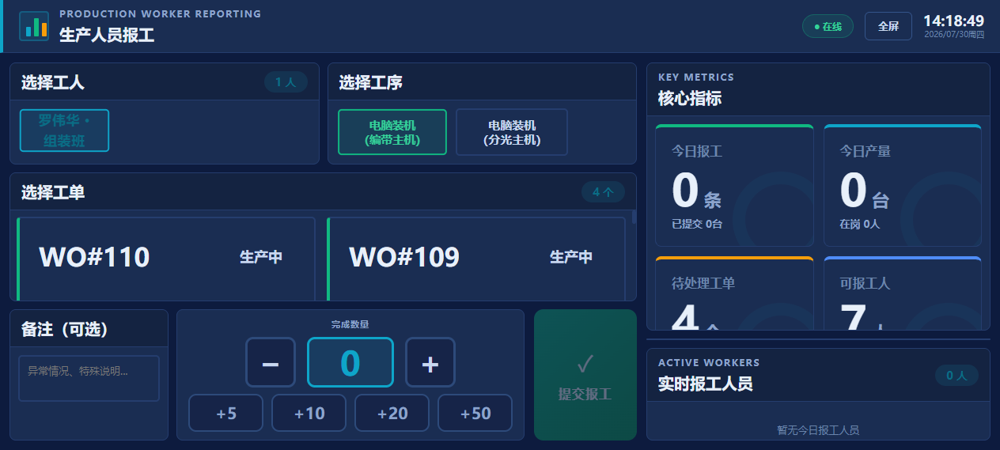 PRODUCTION WORKER REPORTING
生产人员报工
在线
全屏
14:18:49
2026/07/30周四
选择工人
1 人
罗伟华·
组装班
选择工序
电脑装机
(编带主机)
电脑装机
(分光主机)
选择工单
4 个
WO#110
生产中
WO#109
生产中
备注（可选）
异常情况、特殊说明...
完成数量
−
0
+
+5
+10
+20
+50
✓
提交报工
KEY METRICS
核心指标
今日报工
0条
已提交 0台
今日产量
0台
在岗 0人
待处理工单
4
可报工人
7
ACTIVE WORKERS
实时报工人员
0 人
暂无今日报工人员